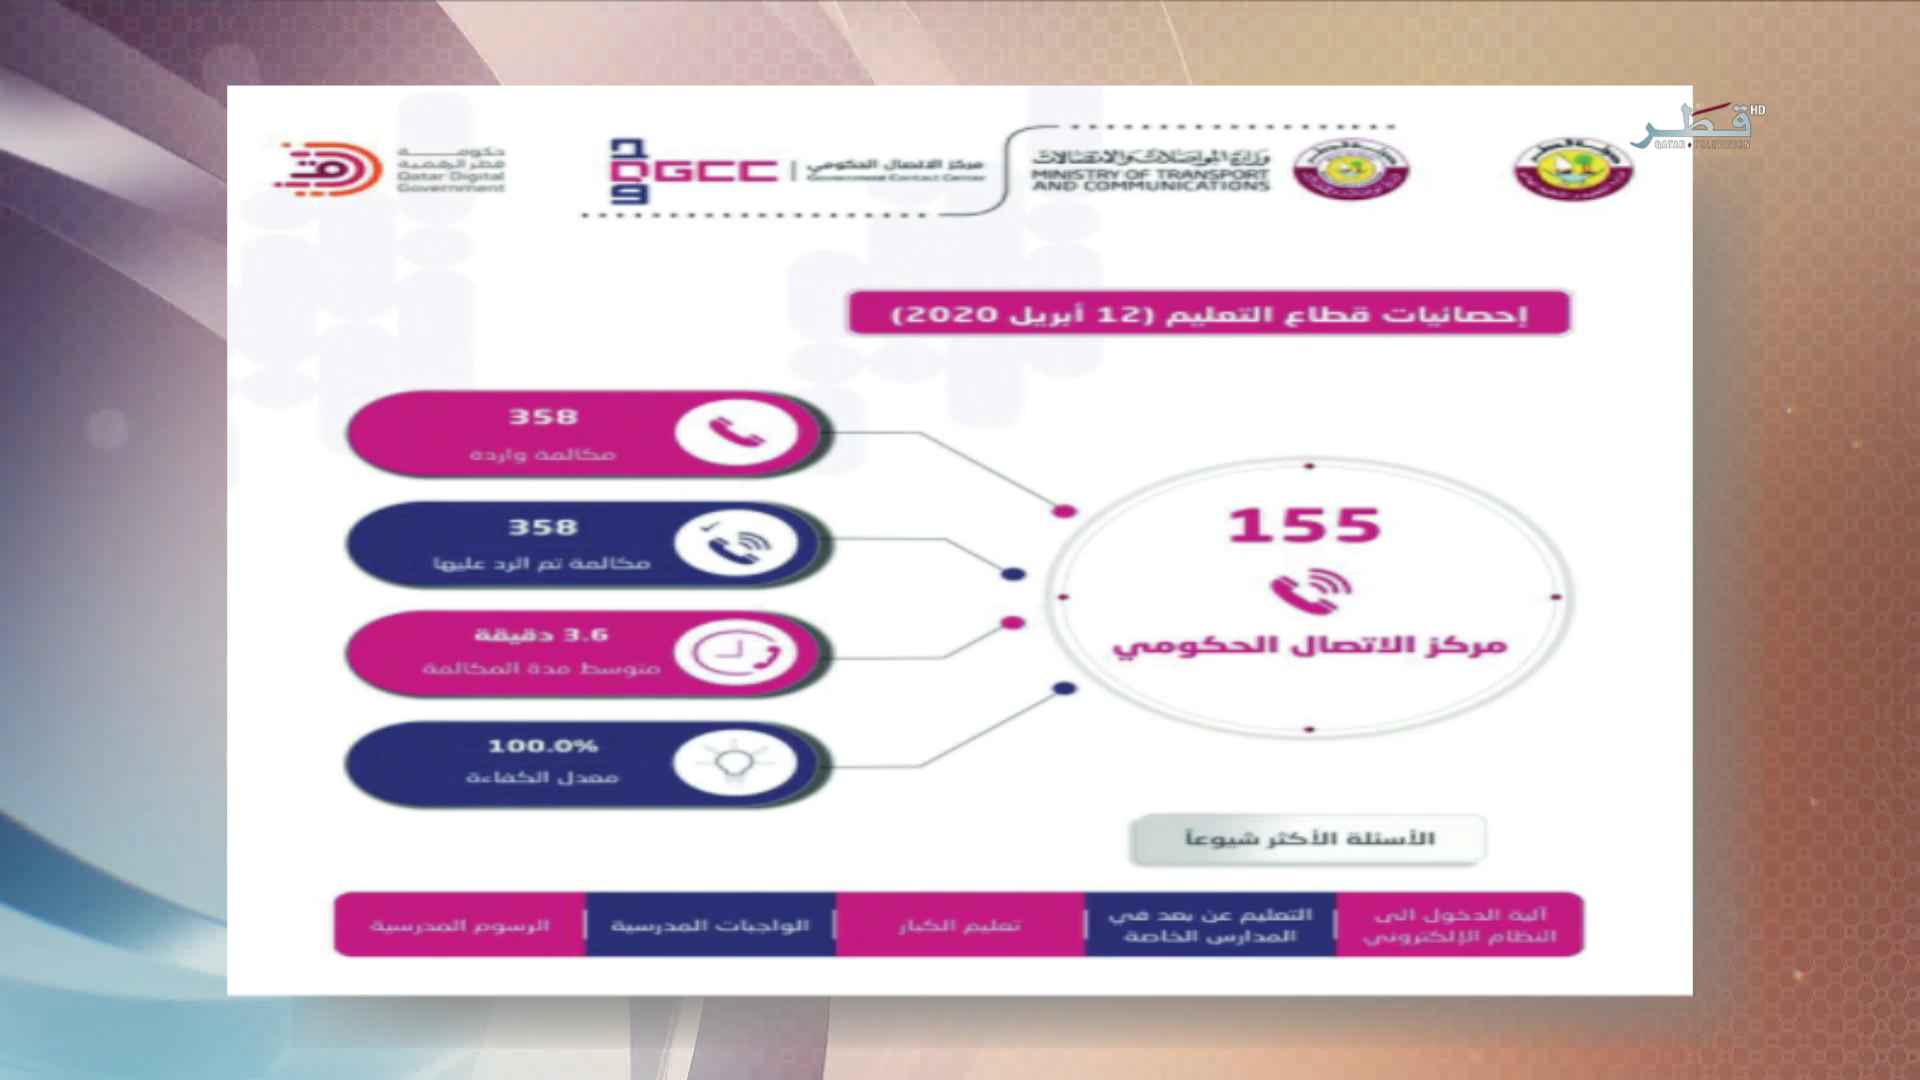 قطر HD
QATAR TELEVISION
وزارة المواصلات والاتصالات
MINISTRY OF TRANSPORT
AND COMMUNICATIONS
QGCC | مركز الاتصال الحكومي
Government Contact Center
حكومة
قطر الرقمية
Qatar Digital
Government
إحصائيات قطاع التعليم (12 أبريل 2020)
155
مركز الاتصال الحكومي
358
مكالمة واردة
358
مكالمة تم الرد عليها
3.6 دقيقة
متوسط مدة المكالمة
100.0%
معدل الكفاءة
الأسئلة الأكثر شيوعاً
آلية الدخول الى
النظام الإلكتروني
التعليم عن بعد في
المدارس الخاصة
تعليم الكبار
الواجبات المدرسية
الرسوم المدرسية